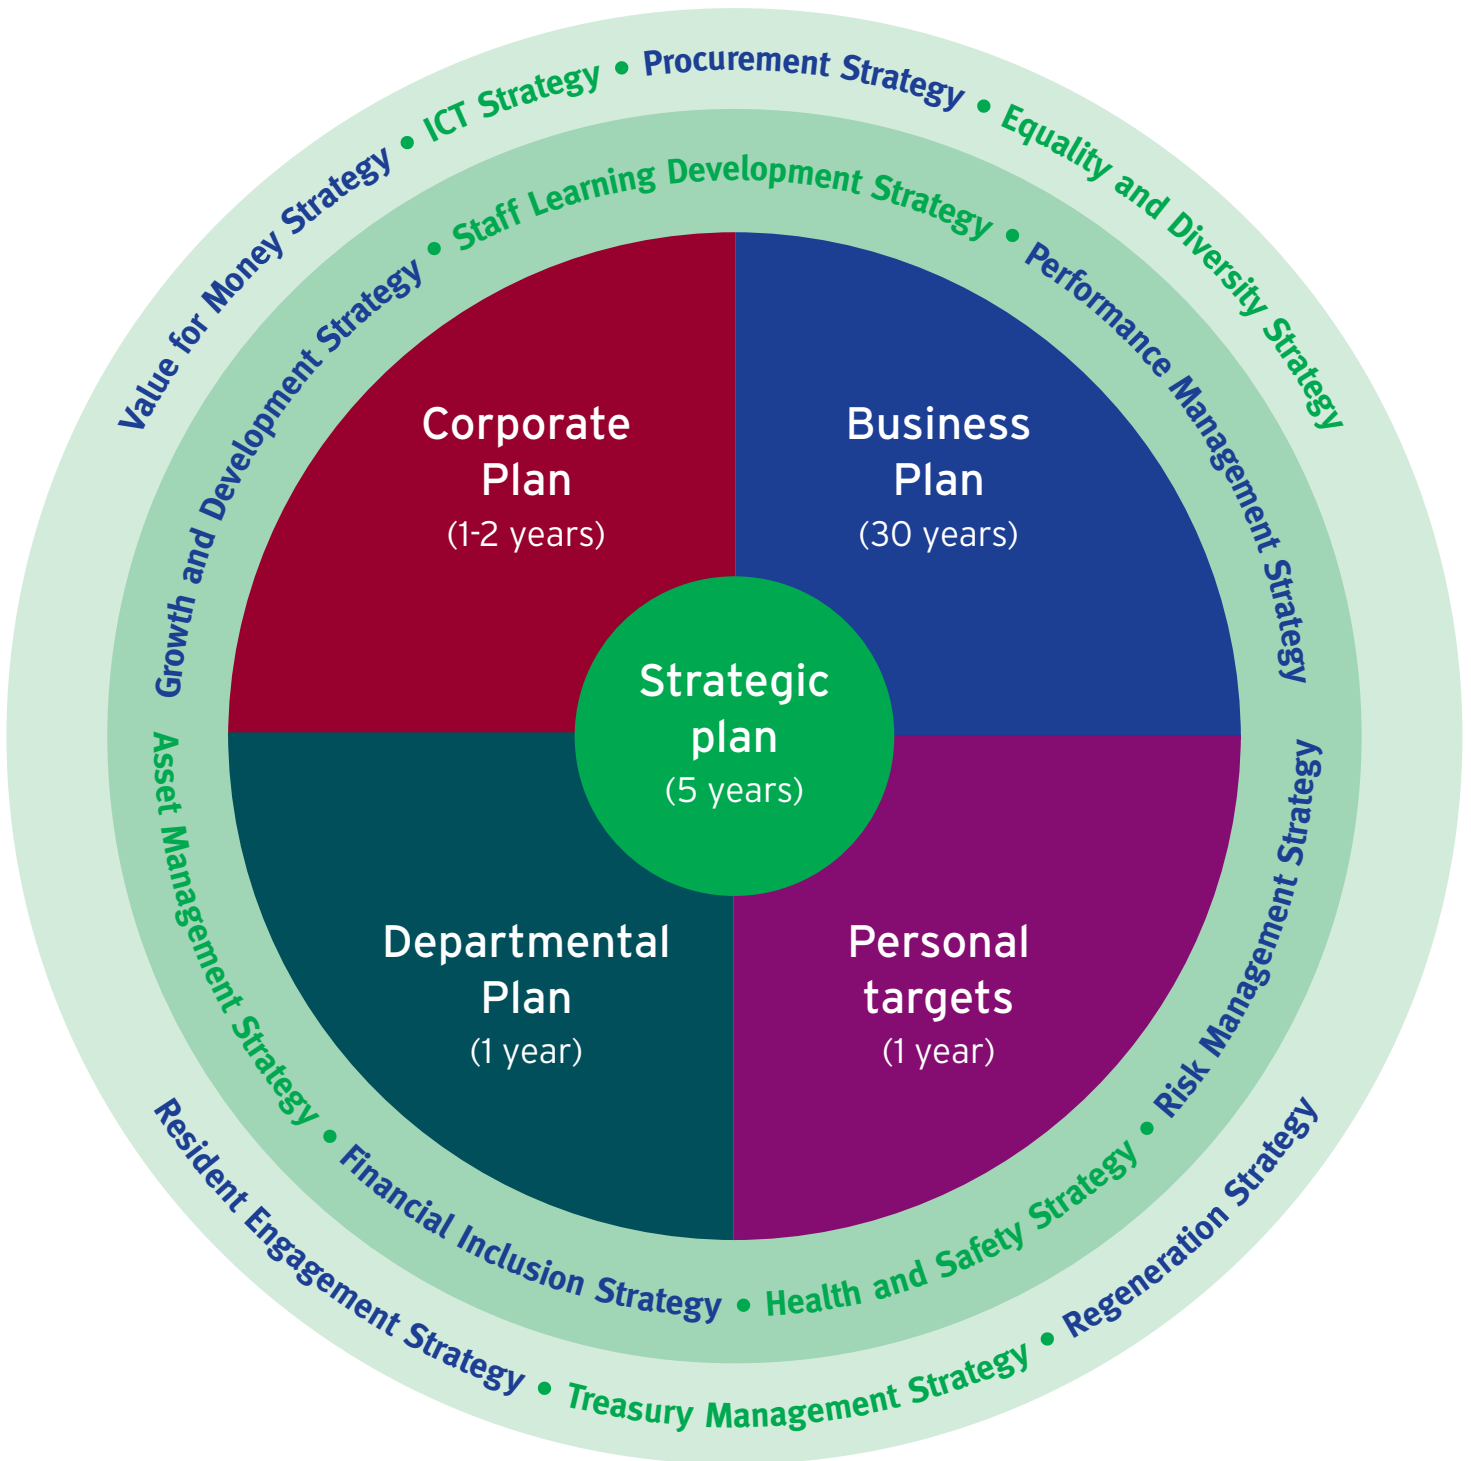 Value for Money Strategy • ICT Strategy • Procurement Strategy • Equality and Diversity Strategy
Growth and Development Strategy • Staff Learning Development Strategy • Performance Management Strategy
Corporate
Plan
(1-2 years)
Business
Plan
(30 years)
Strategic
plan
(5 years)
Departmental
Plan
(1 year)
Personal
targets
(1 year)
Asset Management Strategy • Financial Inclusion Strategy • Health and Safety Strategy • Risk Management Strategy
Resident Engagement Strategy • Treasury Management Strategy • Regeneration Strategy